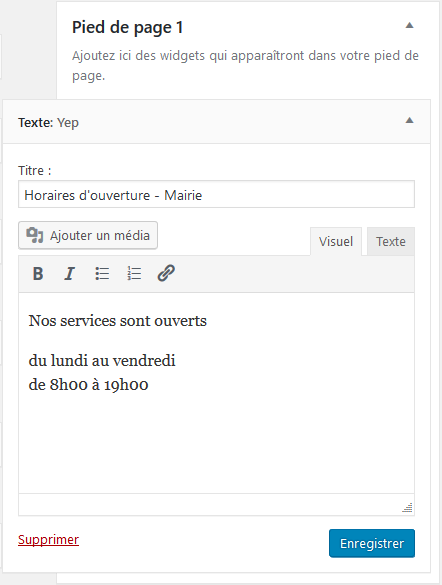 Pied de page 1
Ajoutez ici des widgets qui apparaîtront dans votre pied de
page.
Texte: Yep
Titre :
Horaires d'ouverture - Mairie
Ajouter un média
Visuel
Texte
B I
Nos services sont ouverts
du lundi au vendredi
de 8h00 à 19h00
Supprimer
Enregistrer